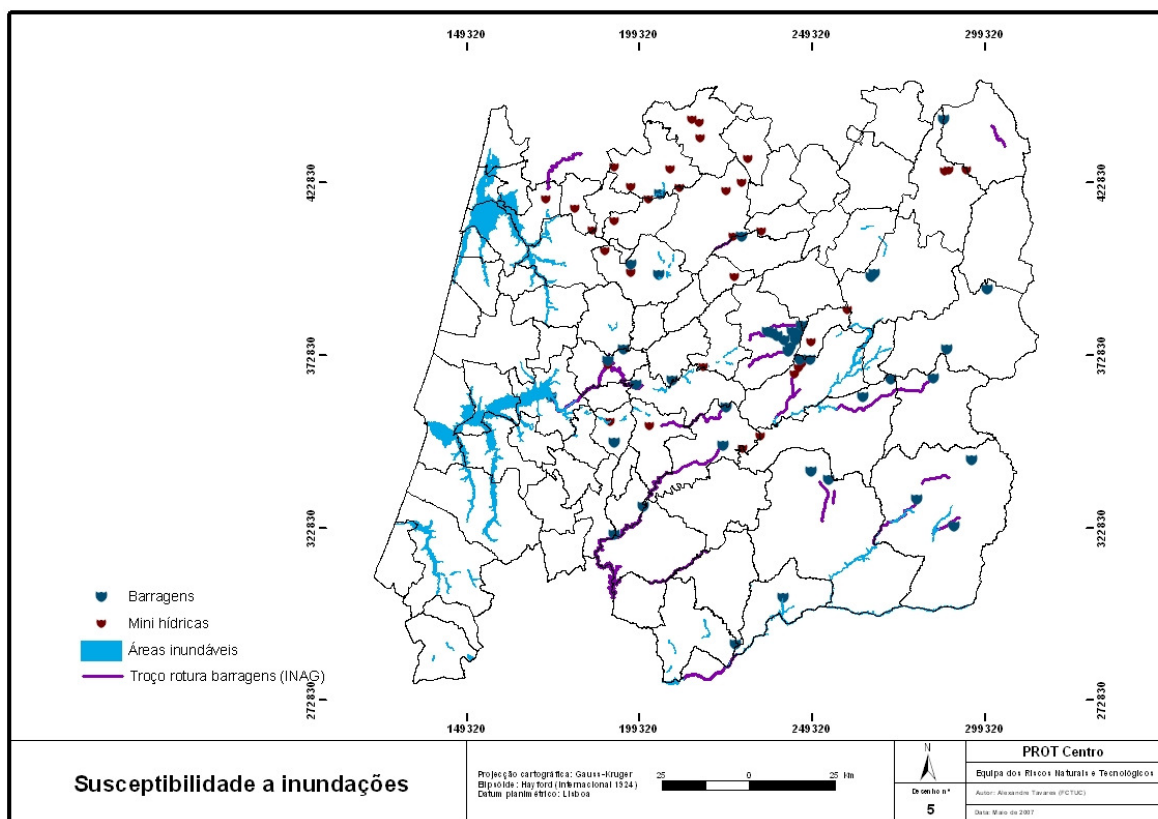 149320 199320 249320 299320
422830 422830
372830 372830
322830 322830
272830 272830
Barragens
Mini hídricas
Áreas inundáveis
Troço rotura barragens (INAG)
149320 199320 249320 299320
Susceptibilidade a inundações
Projecção cartográfica: Gauss-Kruger
Elipsóide: Hayford (Internacional 1924)
Datum planimétrico: Lisboa
25 0 25 Km
N
Desenho nº
5
PROT Centro
Equipa dos Riscos Naturais e Tecnológicos
Autor: Alexandre Tavares (FCTUC)
Data: Maio de 2007